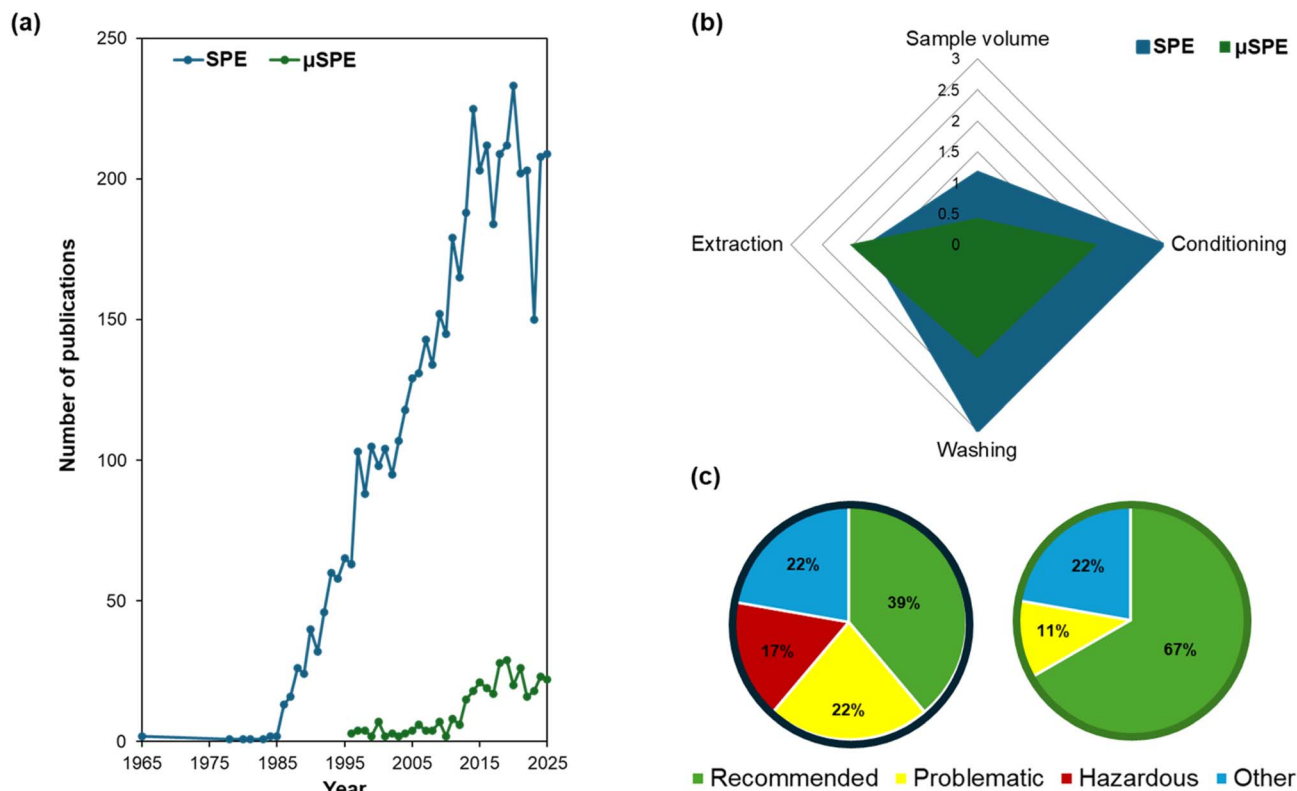 (a)
250
200
150
100
50
0
SPE
µSPE
Number of publications
1965
1975
1985
1995
2005
2015
2025
Year
(b)
SPE
µSPE
Sample volume
3
2.5
2
1.5
1
0.5
0
Extraction
Conditioning
Washing
(c)
22%
39%
17%
22%
22%
11%
67%
Recommended
Problematic
Hazardous
Other